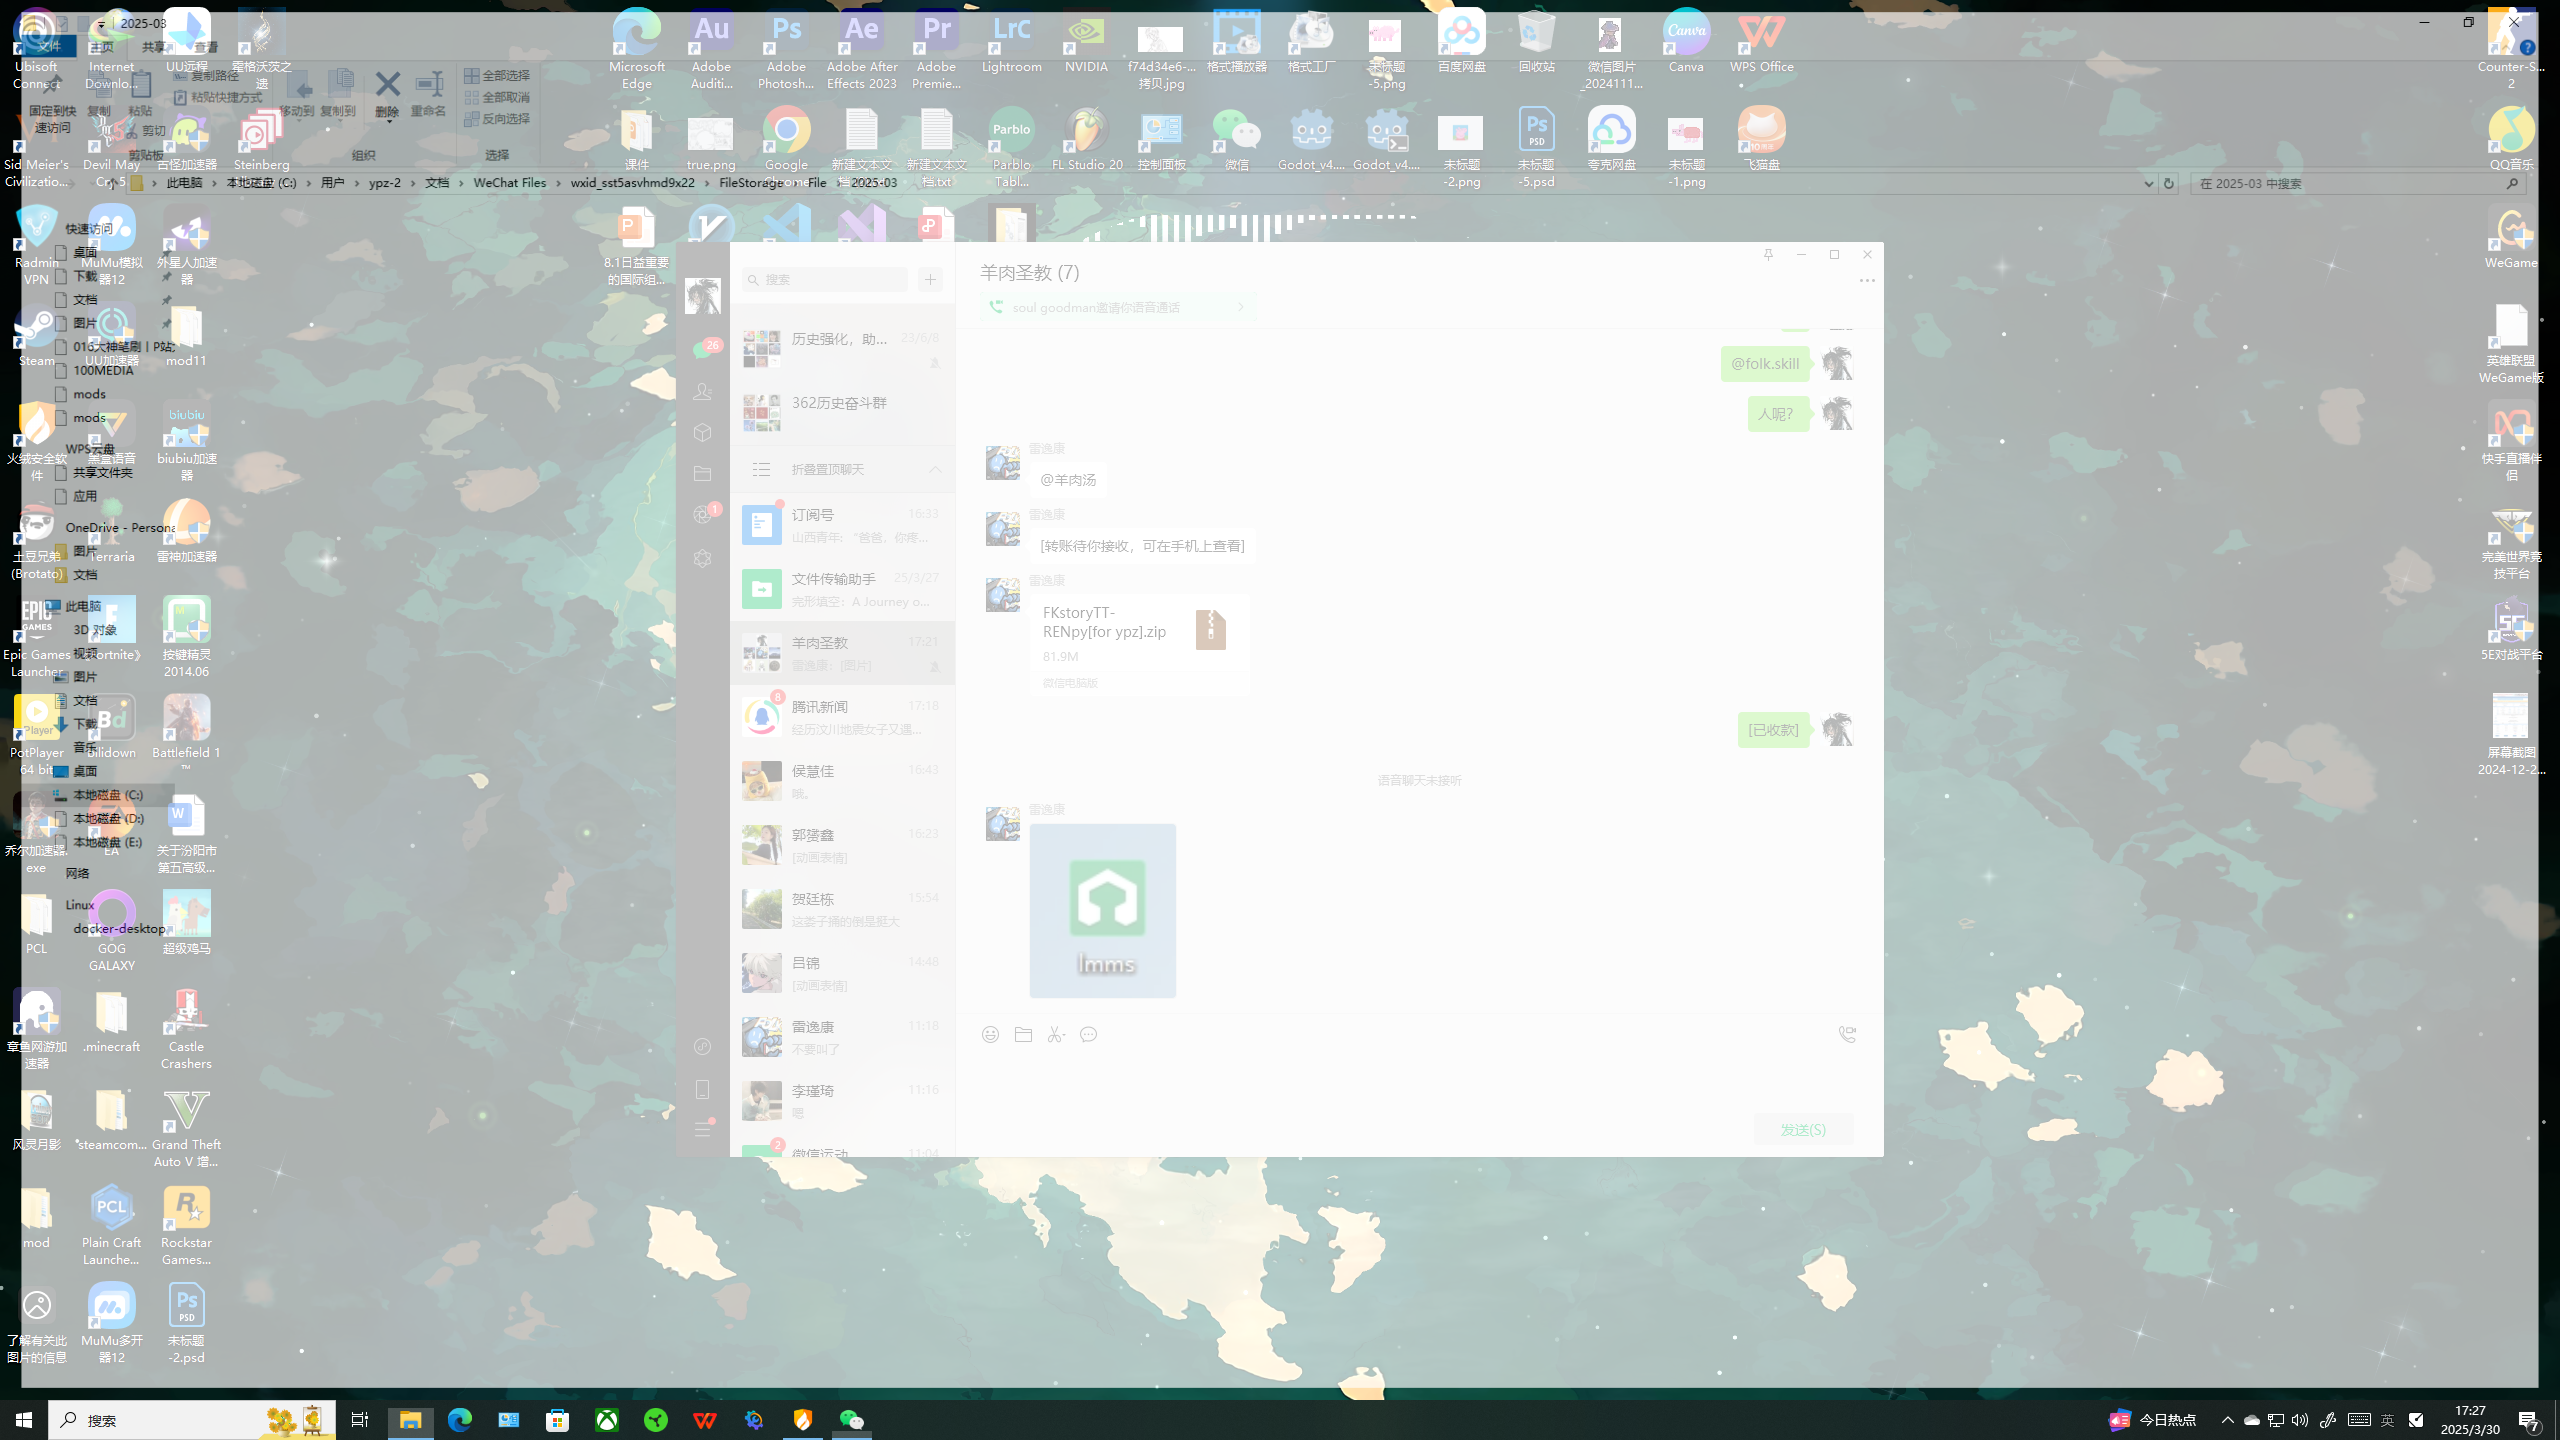 2025-03
文件
主页
共享
查看
固定到快
速访问
复制
粘贴
复制路径
粘贴快捷方式
剪切
剪贴板
移动到
复制到
删除
重命名
组织
全部选择
全部取消
反向选择
选择
此电脑
本地磁盘 (C:)
用户
ypz-2
文档
WeChat Files
wxid_sst5asvhmd9x22
FileStorage
File
2025-03
在 2025-03 中搜索
Ubisoft
Connect
Internet
Downlo...
UU远程
霍格沃茨之
遗
Microsoft
Edge
Adobe
Auditi...
Adobe
Photosh...
Adobe After
Effects 2023
Adobe
Premie...
Lightroom
NVIDIA
f74d34e6-...
拷贝.jpg
格式播放器
格式工厂
未标题
-5.png
百度网盘
回收站
微信图片
_2024111...
Canva
WPS Office
Counter-S...
2
Sid Meier's
Civilizatio...
Devil May
Cry 5
古怪加速器
Steinberg
课件
true.png
Google
Chrome
新建文本文
新建文本文
档.txt
Parblo
Parblo
Tabl...
FL Studio 20
控制面板
微信
Godot_v4....
Godot_v4....
未标题
-2.png
未标题
-5.psd
夸克网盘
未标题
-1.png
飞猫盘
QQ音乐
Radmin
VPN
MuMu模拟
器12
外星人加速
器
8.1日益重要
的国际组...
WeGame
Steam
UU加速器
mod11
英雄联盟
WeGame版
火绒安全软
件
黑盒语音
biubiu
biubiu加速
器
快手直播伴
侣
土豆兄弟
(Brotato)
Terraria
雷神加速器
完美世界竞
技平台
EPIC
GAMES
Epic Games
Launcher
Fortnite》
按键精灵
2014.06
5E对战平台
Player
PotPlayer
64 bit
Bilidown
Battlefield 1
™
屏幕截图
2024-12-2...
乔尔加速器.
exe
EA
关于汾阳市
第五高级...
PCL
GOG
GALAXY
超级鸡马
章鱼网游加
速器
.minecraft
Castle
Crashers
风灵月影
steamcom...
Grand Theft
Auto V 增...
mod
Plain Craft
Launche...
Rockstar
Games...
了解有关此
图片的信息
MuMu多开
器12
未标题
-2.psd
快速访问
桌面
下载
文档
图片
016大神笔刷丨P站
100MEDIA
mods
mods
WPS云盘
共享文件夹
应用
OneDrive - Persona
图片
文档
此电脑
3D 对象
视频
图片
文档
下载
音乐
桌面
本地磁盘 (C:)
本地磁盘 (D:)
本地磁盘 (E:)
网络
Linux
docker-desktop
搜索
26
1
历史强化，助...
23/6/8
362历史奋斗群
折叠置顶聊天
订阅号
16:33
山西青年: “爸爸，你疼...
文件传输助手
25/3/27
完形填空：A Journey o...
羊肉圣教
17:21
雷逸康: [图片]
8
腾讯新闻
17:18
经历汶川地震女子又遇...
侯慧佳
16:43
哦。
郭赟鑫
16:23
[动画表情]
贺廷栋
15:54
这娄子捅的倒是挺大
吕锦
14:48
[动画表情]
雷逸康
11:18
不要叫了
李瑾琦
11:16
嗯
2
微信运动
11:04
羊肉圣教 (7)
soul goodman邀请你语音通话
@folk.skill
人呢？
雷逸康
@羊肉汤
雷逸康
[转账待你接收，可在手机上查看]
雷逸康
FKstoryTT-
RENpy[for ypz].zip
81.9M
微信电脑版
[已收款]
语音聊天未接听
雷逸康
lmms
发送(S)
搜索
今日热点
英
17:27
2025/3/30
7